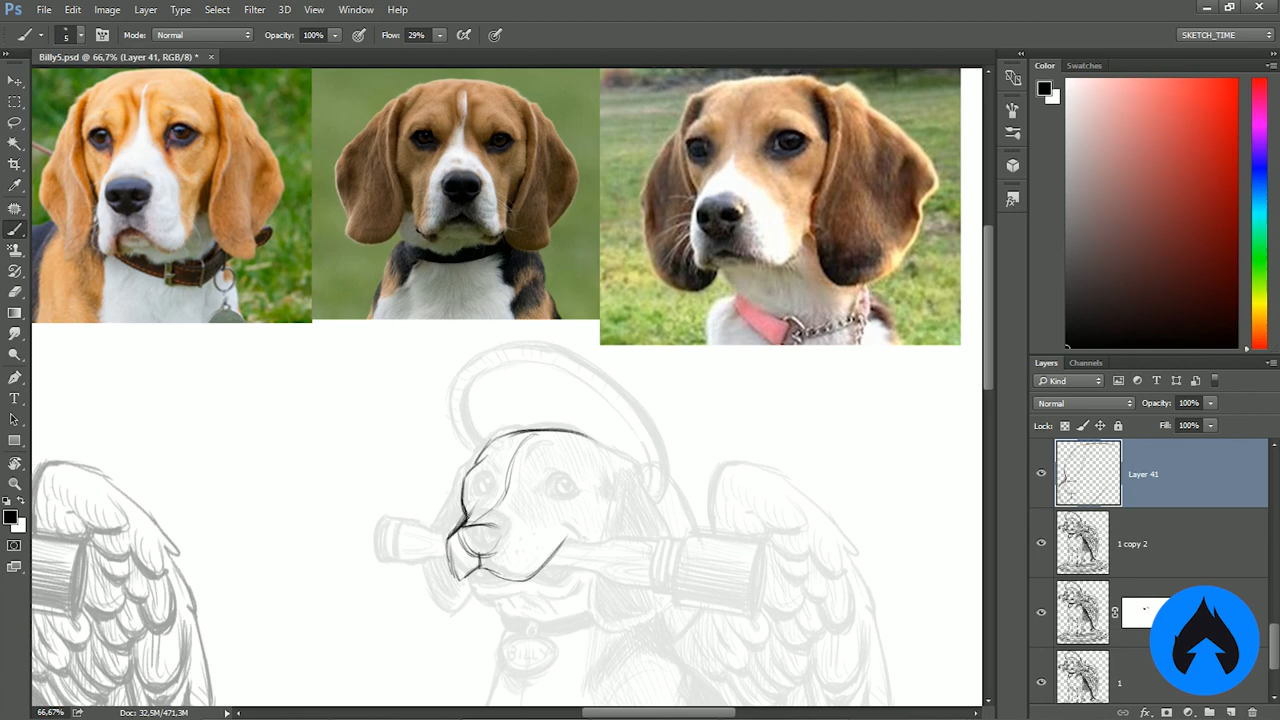 Ps File Edit Image Layer Type Select Filter 3D View Window Help
5 Mode: Normal Opacity: 100% Flow: 29% SKETCH_TIME
Billy5.psd @ 66,7% (Layer 41, RGB/8) * ×
Color Swatches
Layers Channels
Kind
Normal Opacity: 100%
Lock: Fill: 100%
Layer 41
1 copy 2
1
BILLY
66,67% Doc: 32,5M/471,3M